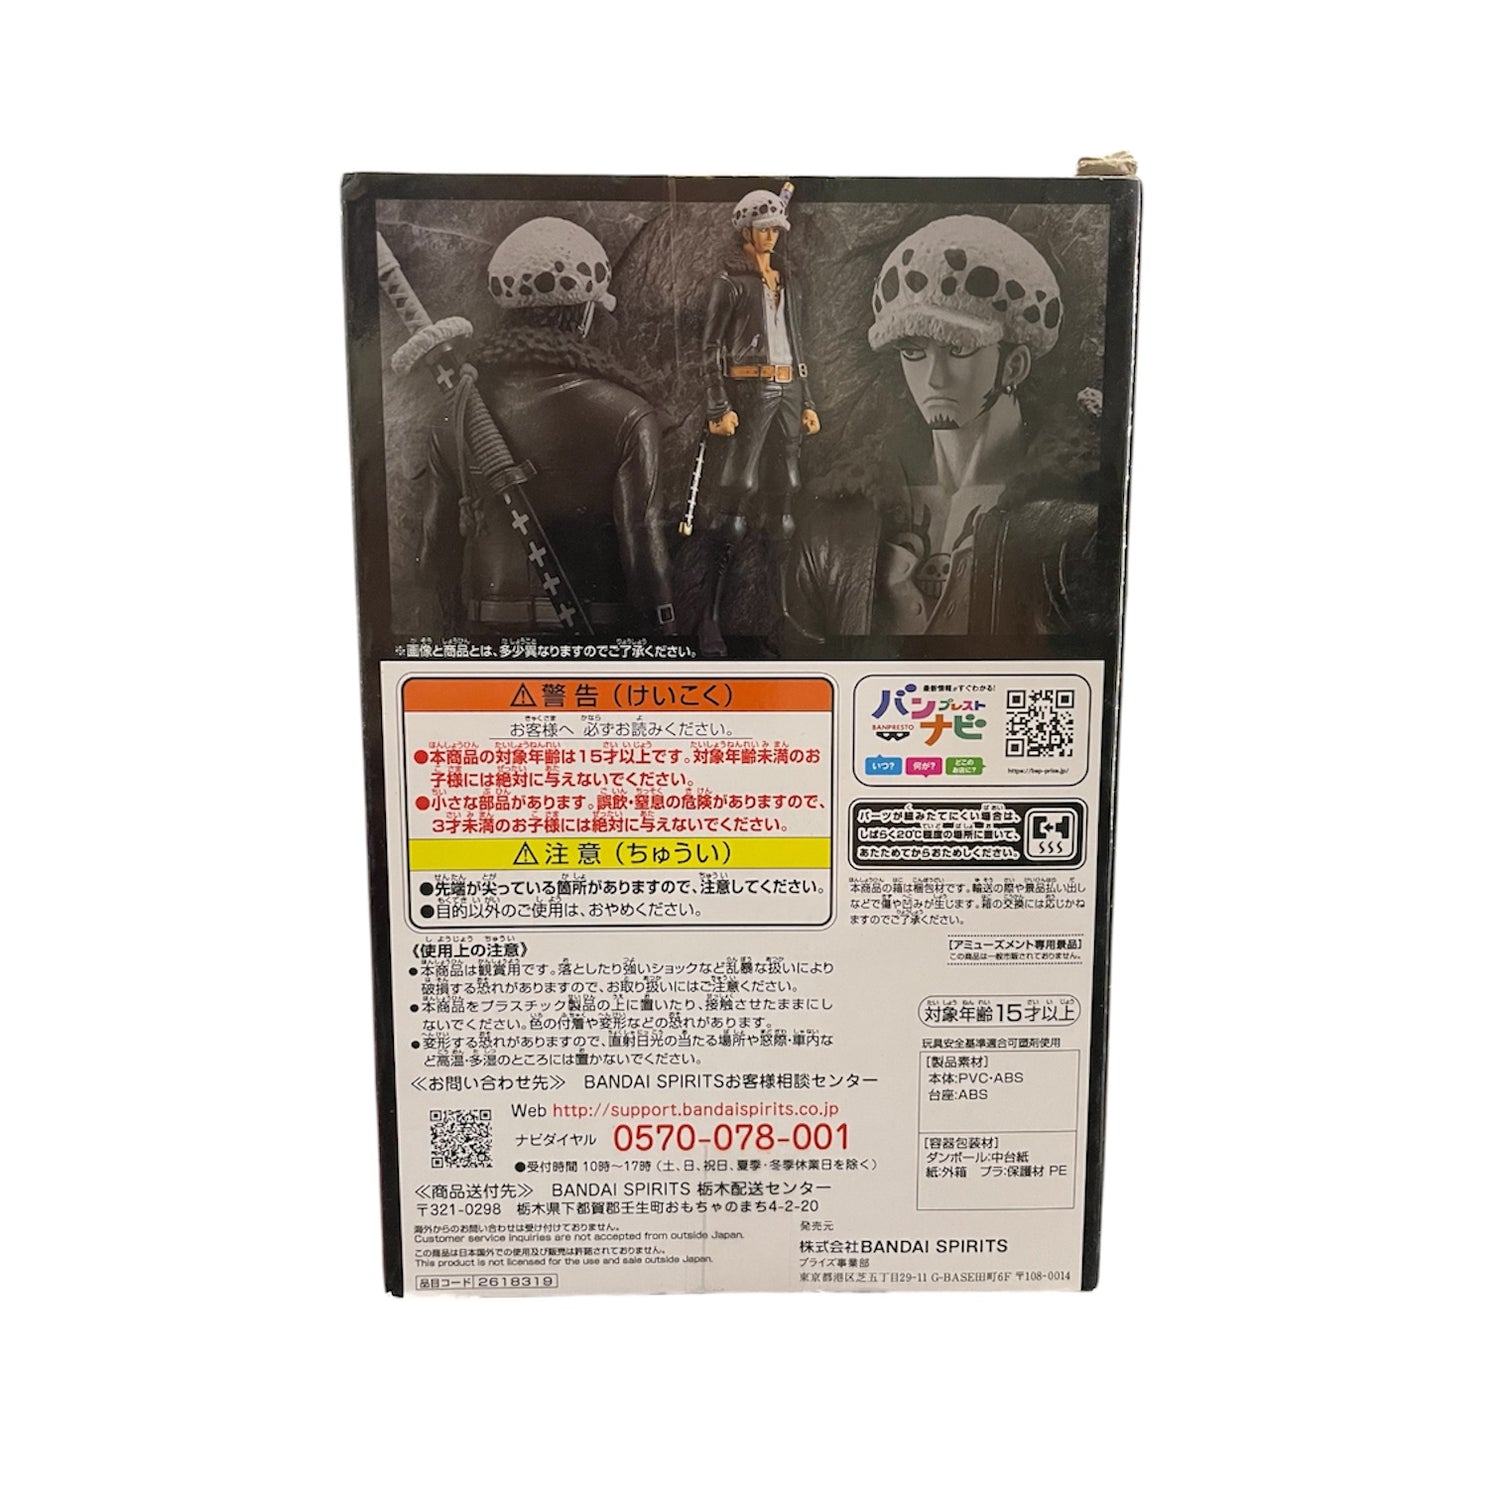 ※画像と商品とは、多少異なりますのでご了承ください。
警告（けいこく）
お客様へ 必ずお読みください。
●本商品の対象年齢は15才以上です。対象年齢未満のお
子様には絶対に与えないでください。
●小さな部品があります。誤飲・窒息の危険がありますので、
3才未満のお子様には絶対に与えないでください。
注意（ちゅうい）
●先端が尖っている箇所がありますので、注意してください。
●目的以外のご使用は、おやめください。
《使用上の注意》
●本商品は観賞用です。落としたり強いショックなど乱暴な扱いにより
破損する恐れがありますので、お取り扱いにはご注意ください。
●本商品をプラスチック製品の上に置いたり、接触させたままにし
ないでください。色の付着や変形などの恐れがあります。
●変形する恐れがありますので、直射日光の当たる場所や窓際・車内な
ど高温・多湿のところには置かないでください。
≪お問い合わせ先≫ BANDAI SPIRITSお客様相談センター
Web http://support.bandaispirits.co.jp
ナビダイヤル 0570-078-001
●受付時間 10時～17時（土、日、祝日、夏季・冬季休業日を除く）
≪商品送付先≫ BANDAI SPIRITS 栃木配送センター
〒321-0298 栃木県下都賀郡壬生町おもちゃのまち4-2-20
海外からのお問い合わせは受け付けておりません。
Customer service inquiries are not accepted from outside Japan.
この商品は日本国外での使用及び販売は許諾されておりません。
This product is not licensed for the use and sale outside Japan.
品目コード 2618319
最新情報がすぐわかる!
バンプレストナビ
BANPRESTO
いつ? 何が? どこのお店に?
https://bsp-prize.jp/
パーツが組みたてにくい場合は、
しばらく20℃程度の場所に置いて、
あたためてからおためしください。
本商品の箱は梱包材です。輸送の際や景品払い出し
などで傷や凹みが生じます。箱の交換には応じかね
ますのでご了承ください。
[アミューズメント専用景品]
この商品は一般市販されておりません。
対象年齢15才以上
玩具安全基準適合可塑剤使用
[製品素材]
本体:PVC・ABS
台座:ABS
[容器包装材]
ダンボール:中台紙
紙:外箱 プラ:保護材 PE
発売元
株式会社BANDAI SPIRITS
プライズ事業部
東京都港区芝五丁目29-11 G-BASE田町6F 〒108-0014